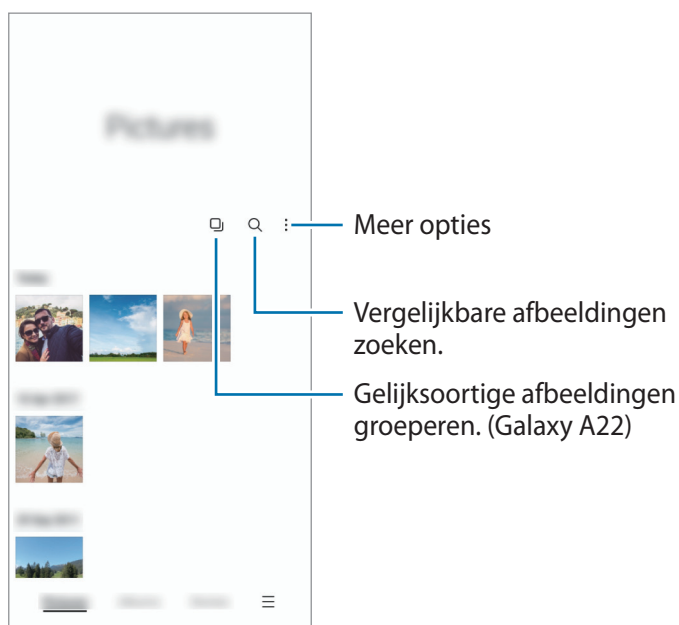 Pictures
Meer opties
Vergelijkbare afbeeldingen
zoeken.
Gelijksoortige afbeeldingen
groeperen. (Galaxy A22)